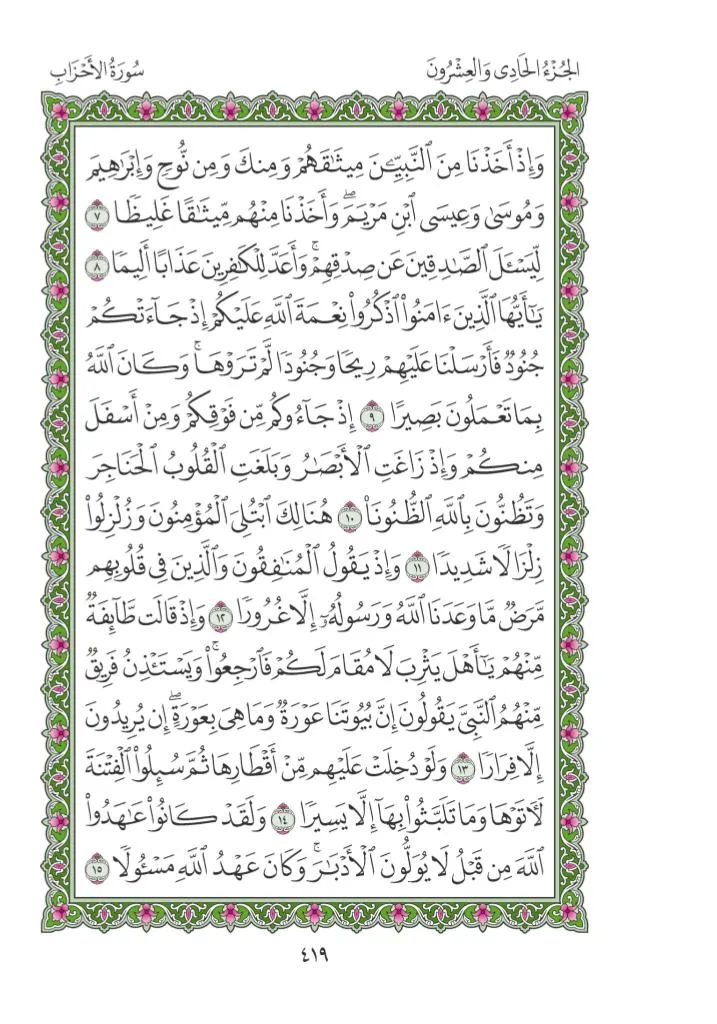 الجُزْءُ الحَادِى وَالعِشْرُونَ
سُورَةُ الأَحْزَابِ
وَإِذْ أَخَذْنَا مِنَ ٱلنَّبِيِّـۧنَ مِيثَٰقَهُمْ وَمِنكَ وَمِن نُّوحٍ وَإِبْرَٰهِيمَ
وَمُوسَىٰ وَعِيسَى ٱبْنِ مَرْيَمَۖ وَأَخَذْنَا مِنْهُم مِّيثَٰقًا غَلِيظًا ٧
لِّيَسْـَٔلَ ٱلصَّٰدِقِينَ عَن صِدْقِهِمْۚ وَأَعَدَّ لِلْكَٰفِرِينَ عَذَابًا أَلِيمًا ٨
يَٰٓأَيُّهَا ٱلَّذِينَ ءَامَنُوا۟ ٱذْكُرُوا۟ نِعْمَةَ ٱللَّهِ عَلَيْكُمْ إِذْ جَآءَتْكُمْ
جُنُودٌ فَأَرْسَلْنَا عَلَيْهِمْ رِيحًا وَجُنُودًا لَّمْ تَرَوْهَاۚ وَكَانَ ٱللَّهُ
بِمَا تَعْمَلُونَ بَصِيرًا ٩ إِذْ جَآءُوكُم مِّن فَوْقِكُمْ وَمِنْ أَسْفَلَ
مِنكُمْ وَإِذْ زَاغَتِ ٱلْأَبْصَٰرُ وَبَلَغَتِ ٱلْقُلُوبُ ٱلْحَنَاجِرَ
وَتَظُنُّونَ بِٱللَّهِ ٱلظُّنُونَا۠ ١٠ هُنَالِكَ ٱبْتُلِىَ ٱلْمُؤْمِنُونَ وَزُلْزِلُوا۟
زِلْزَالًا شَدِيدًا ١١ وَإِذْ يَقُولُ ٱلْمُنَٰفِقُونَ وَٱلَّذِينَ فِى قُلُوبِهِم
مَّرَضٌ مَّا وَعَدَنَا ٱللَّهُ وَرَسُولُهُۥٓ إِلَّا غُرُورًا ١٢ وَإِذْ قَالَت طَّآئِفَةٌ
مِّنْهُمْ يَٰٓأَهْلَ يَثْرِبَ لَا مُقَامَ لَكُمْ فَٱرْجِعُوا۟ۚ وَيَسْتَـْٔذِنُ فَرِيقٌ
مِّنْهُمُ ٱلنَّبِىَّ يَقُولُونَ إِنَّ بُيُوتَنَا عَوْرَةٌ وَمَا هِىَ بِعَوْرَةٍۖ إِن يُرِيدُونَ
إِلَّا فِرَارًا ١٣ وَلَوْ دُخِلَتْ عَلَيْهِم مِّنْ أَقْطَارِهَا ثُمَّ سُئِلُوا۟ ٱلْفِتْنَةَ
لَءَاتَوْهَا وَمَا تَلَبَّثُوا۟ بِهَآ إِلَّا يَسِيرًا ١٤ وَلَقَدْ كَانُوا۟ عَٰهَدُوا۟
ٱللَّهَ مِن قَبْلُ لَا يُوَلُّونَ ٱلْأَدْبَٰرَۚ وَكَانَ عَهْدُ ٱللَّهِ مَسْـُٔولًا ١٥
٤١٩